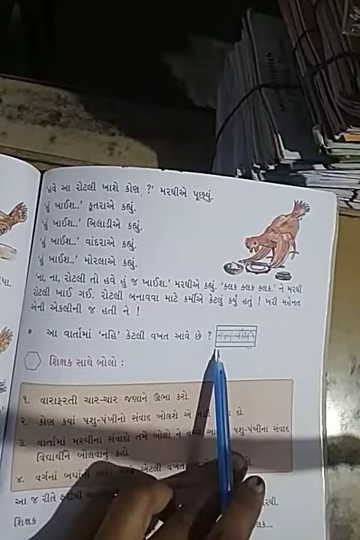 હવે આ રોટલી ખાશે કોણ ?' મરઘીએ પૂછ્યું.
'હું ખાઈશ..' કૂતરાએ કહ્યું.
'હું ખાઈશ..' બિલાડીએ કહ્યું.
'હું ખાઈશ..' વાંદરાએ કહ્યું.
'હું ખાઈશ..' મોરલાએ કહ્યું.
'ના, ના, રોટલી તો હવે હું જ ખાઈશ.' મરઘીએ કહ્યું. 'કલક કલક કલક.' ને મરઘી
રોટલી ખાઈ ગઈ. રોટલી બનાવવા માટે કેટલું કર્યું હતું ! ખરી મહેનત
એની એકલીની જ હતી ને !
• આ વાર્તામાં 'નહિ' કેટલી વખત આવે છે ?
શિક્ષક સાથે બોલો :
૧. વારાફરતી ચાર-ચાર જણાને ઊભા કરો.
૨. કોણ કયાં પશુ-પંખીનો સંવાદ બોલશે એ
૩. વાર્તામાં મરઘીના સંવાદો તમે બોલો ને પશુ-પંખીના સંવાદ
વિદ્યાર્થીને બોલવાનું કહો.
૪. વર્ગનાં બધાંનો
આ જ રીતે
શિક્ષક